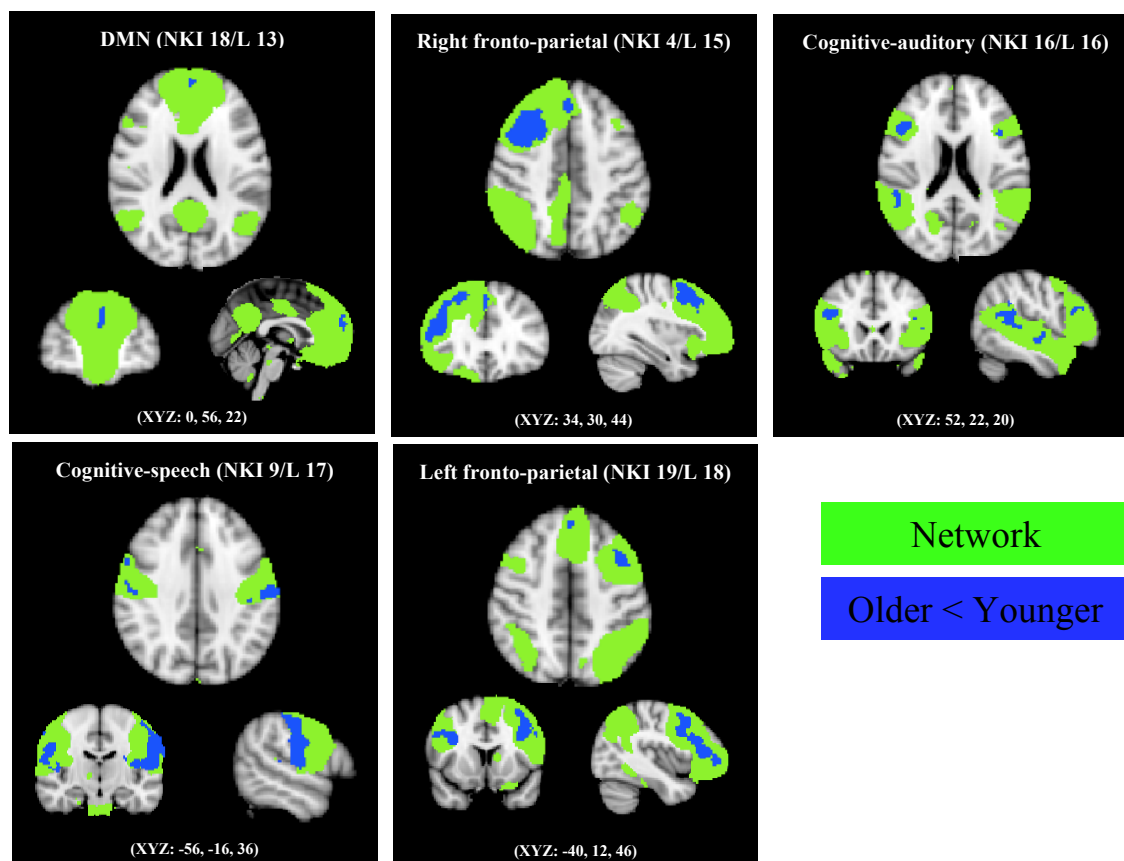 DMN (NKI 18/L 13)
(XYZ: 0, 56, 22)
Right fronto-parietal (NKI 4/L 15)
(XYZ: 34, 30, 44)
Cognitive-auditory (NKI 16/L 16)
(XYZ: 52, 22, 20)
Cognitive-speech (NKI 9/L 17)
(XYZ: -56, -16, 36)
Left fronto-parietal (NKI 19/L 18)
(XYZ: -40, 12, 46)
Network
Older < Younger